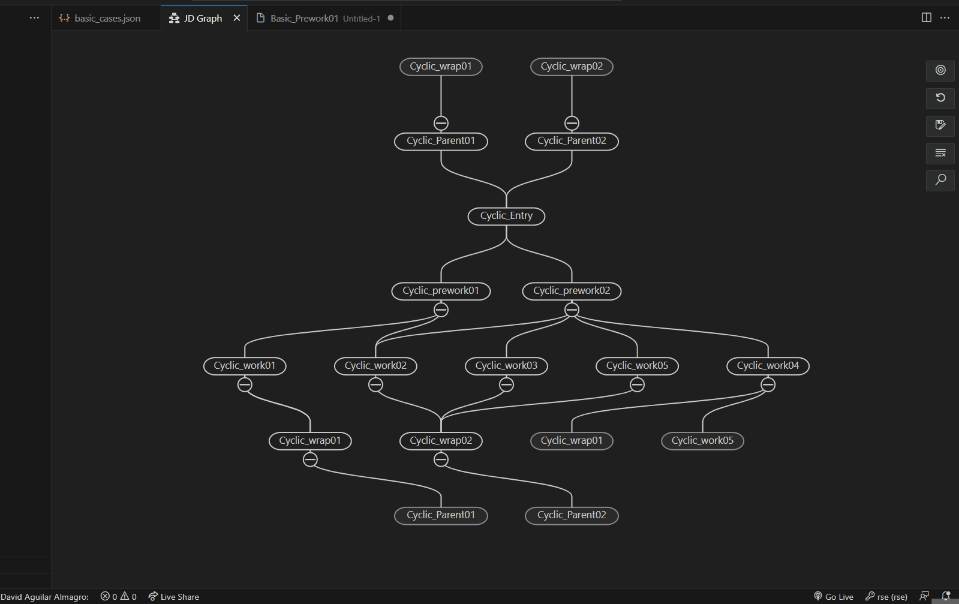 basic_cases.json
JD Graph
Basic_Prework01 Untitled-1
Cyclic_wrap01
Cyclic_wrap02
Cyclic_Parent01
Cyclic_Parent02
Cyclic_Entry
Cyclic_prework01
Cyclic_prework02
Cyclic_work01
Cyclic_work02
Cyclic_work03
Cyclic_work05
Cyclic_work04
Cyclic_wrap01
Cyclic_wrap02
Cyclic_wrap01
Cyclic_work05
Cyclic_Parent01
Cyclic_Parent02
David Aguilar Almagro: 0 0 Live Share
Go Live rse (rse)